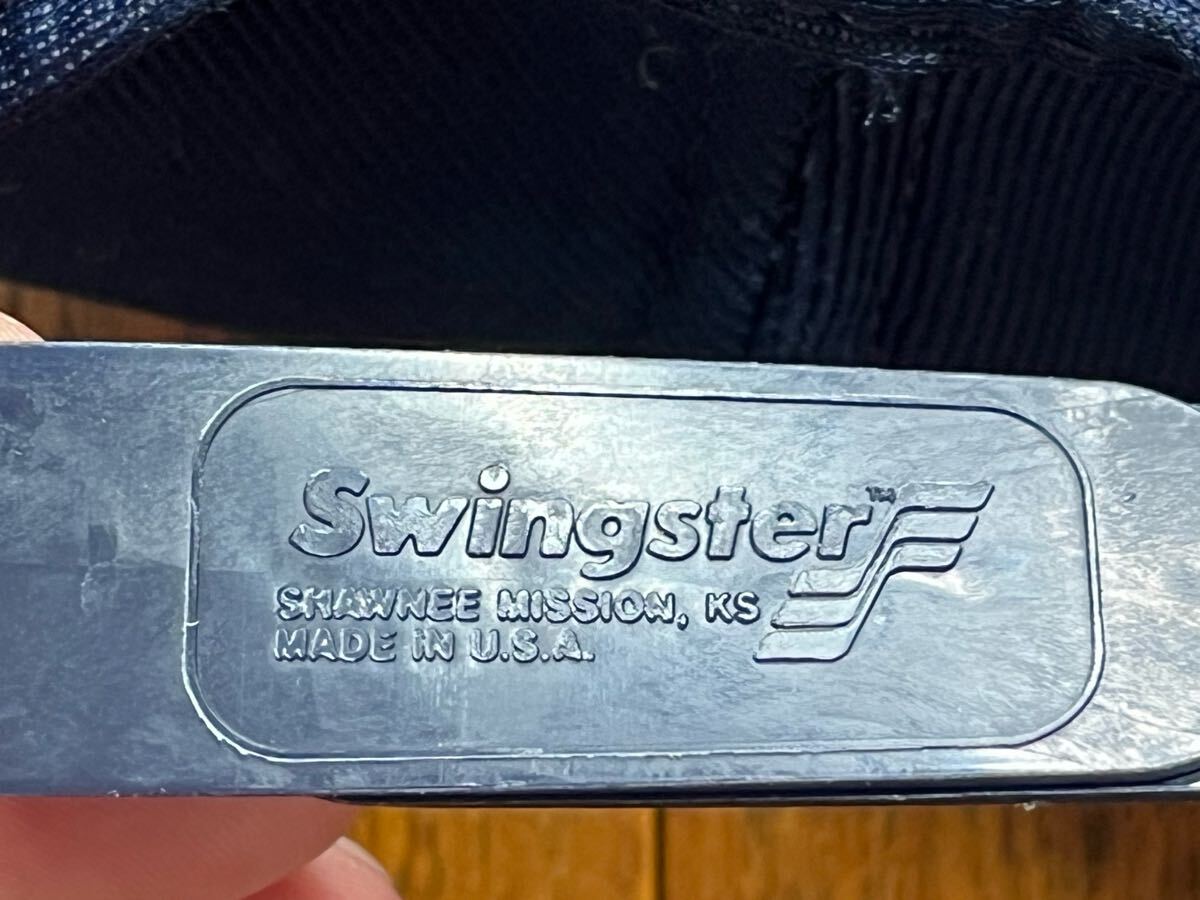 Swingster™
SHAWNEE MISSION, KS
MADE IN U.S.A.